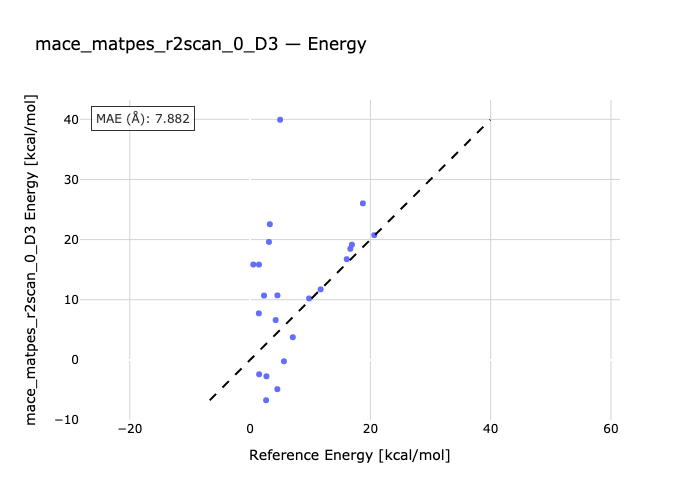 mace_matpes_r2scan_0_D3 — Energy
MAE (Å): 7.882
mace_matpes_r2scan_0_D3 Energy [kcal/mol]
40
30
20
10
0
−10
−20
0
20
40
60
Reference Energy [kcal/mol]